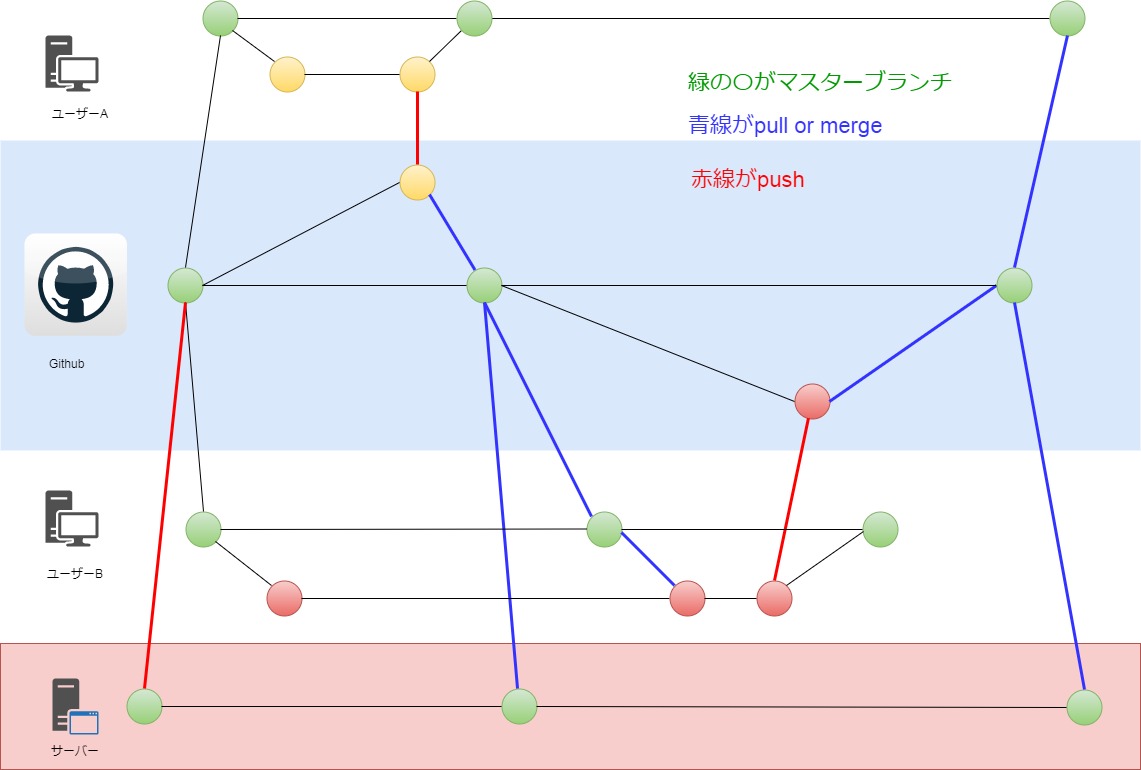 ユーザーA
緑の〇がマスターブランチ
青線がpull or merge
赤線がpush
Github
ユーザーB
サーバー